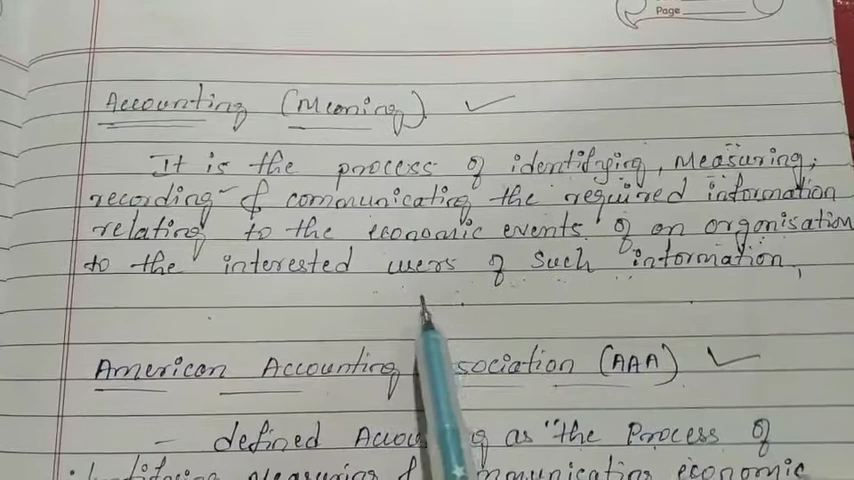 Page
Accounting (Meaning)
It is the process of identifying, Measuring,
recording & communicating the required information
relating to the economic events of an organisation
to the interested users of such information,
American Accounting (AAA)
- defined as "the Process of
economic